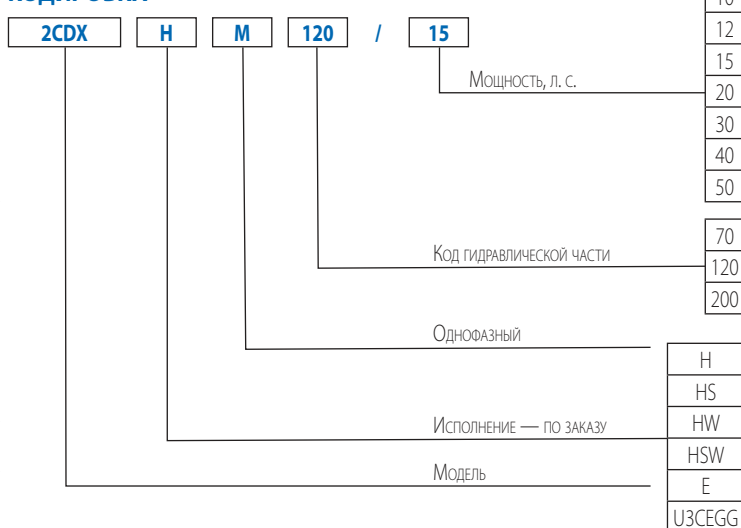 2CDX H M 120 / 15
12
15
Мощность, л. с.
20
30
40
50
70
Код гидравлической части
120
200
Однофазный
H
HS
Исполнение — по заказу
HW
HSW
Модель
E
U3CEGG